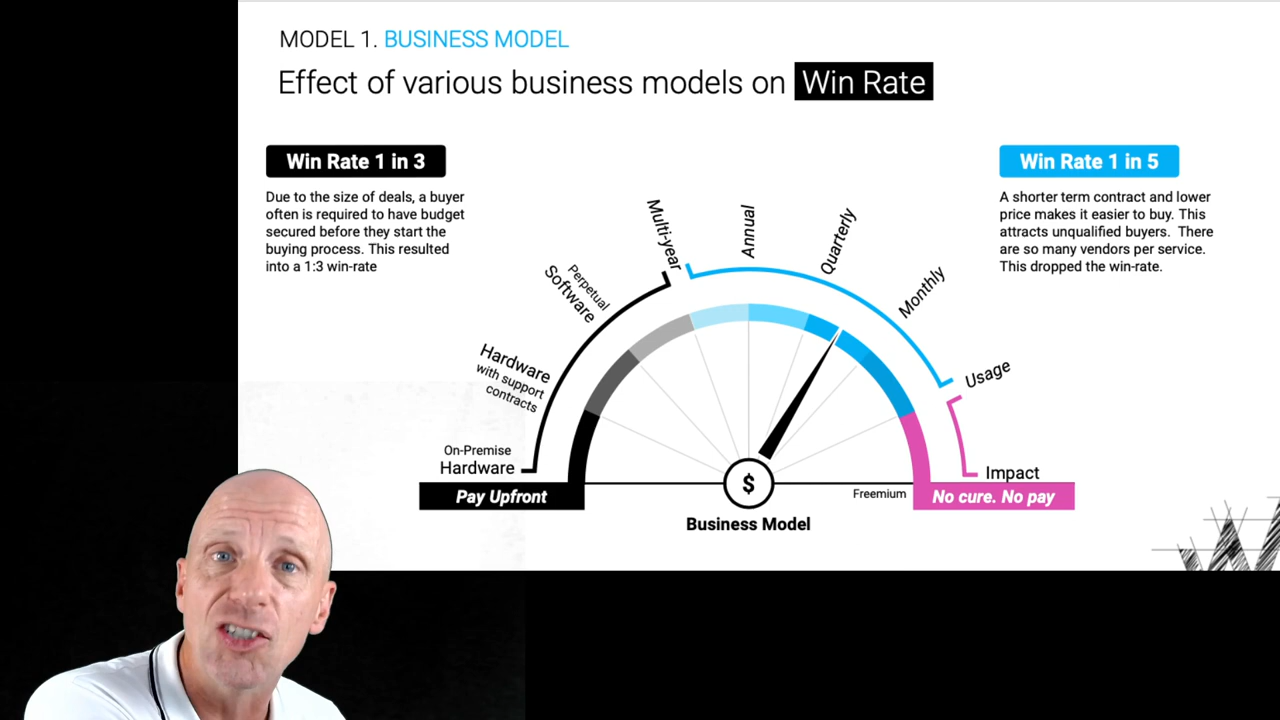 MODEL 1. BUSINESS MODEL
Effect of various business models on Win Rate
Win Rate 1 in 3
Due to the size of deals, a buyer
often is required to have budget
secured before they start the
buying process. This resulted
into a 1:3 win-rate
Win Rate 1 in 5
A shorter term contract and lower
price makes it easier to buy. This
attracts unqualified buyers. There
are so many vendors per service.
This dropped the win-rate.
On-Premise
Hardware
Hardware
with support
contracts
Perpetual
Software
Multi-year
Annual
Quarterly
Monthly
Usage
Impact
Pay Upfront
$
Freemium
No cure. No pay
Business Model